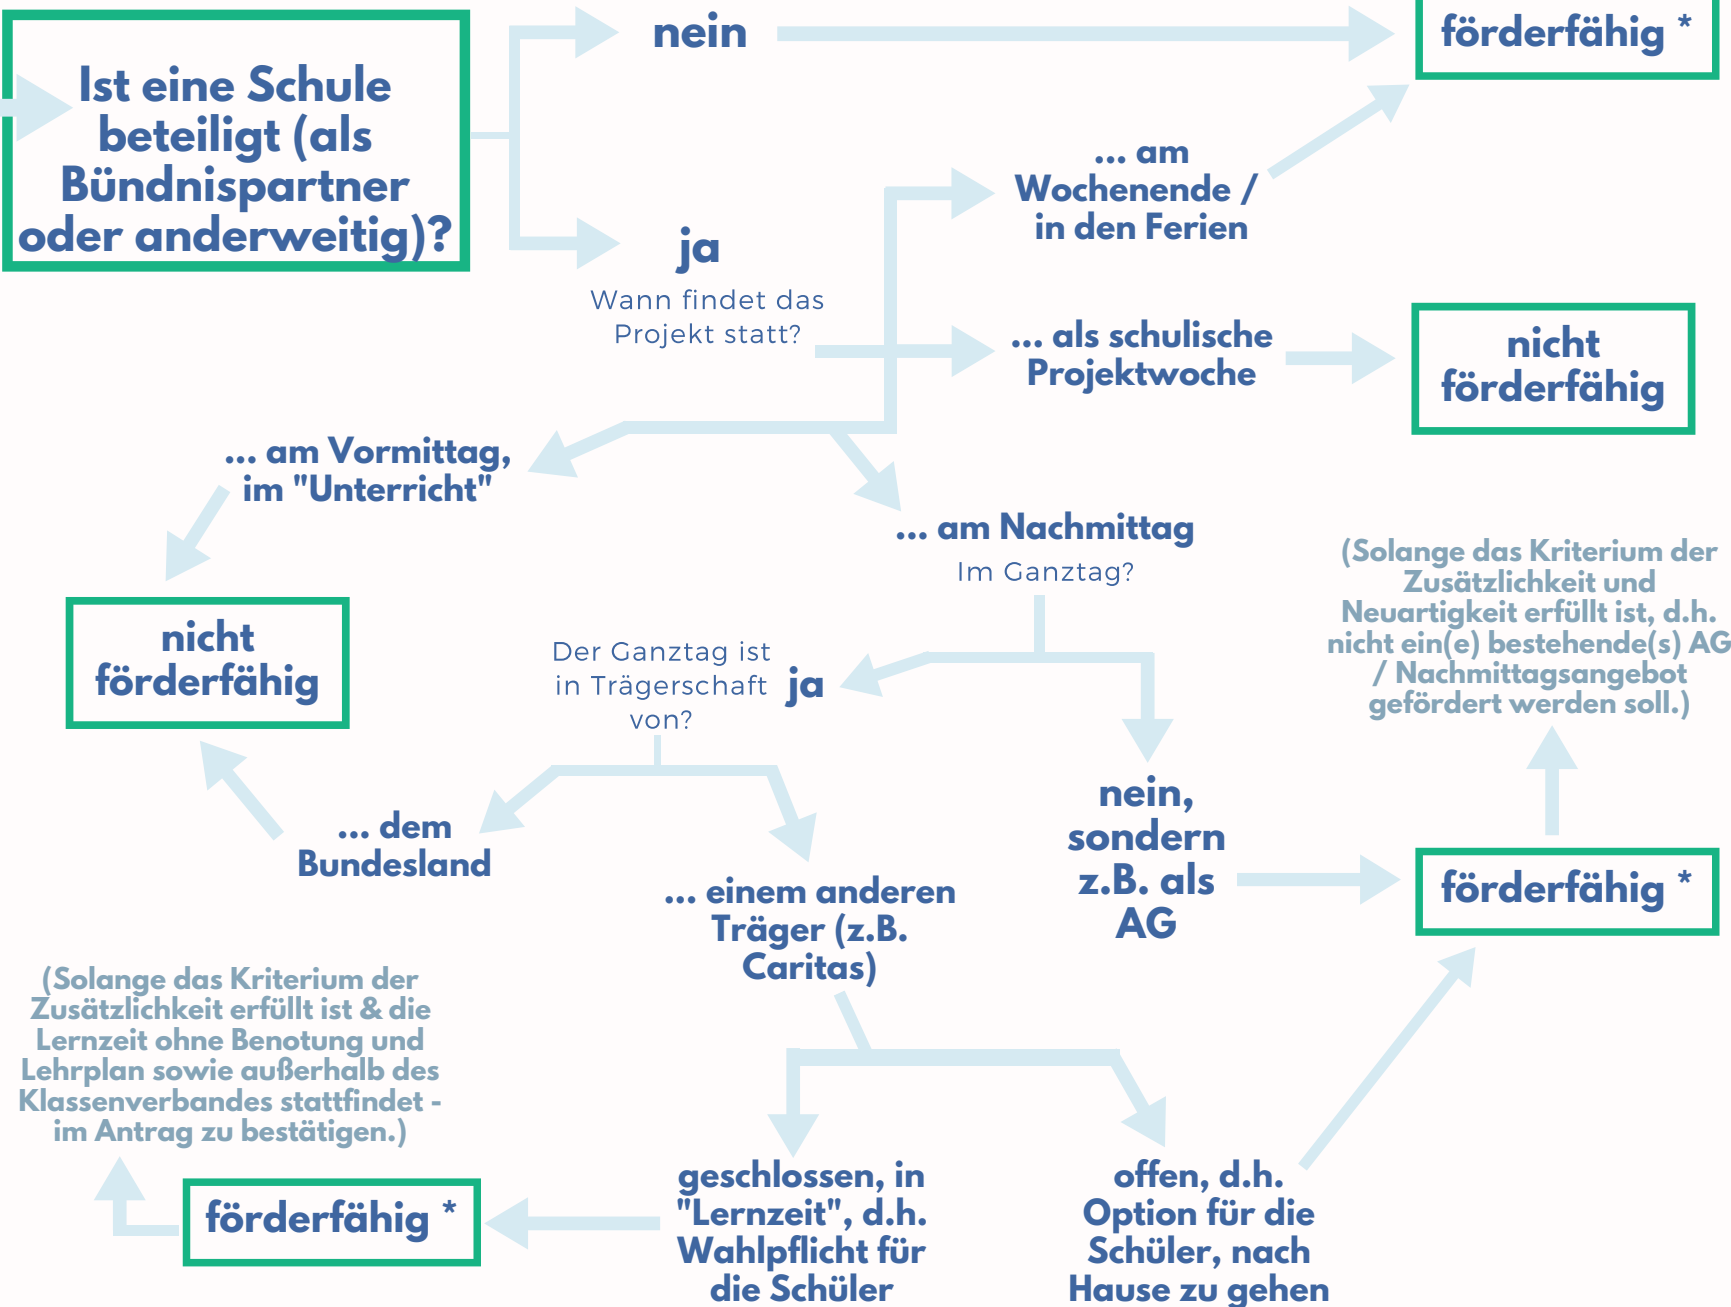 Ist eine Schule
beteiligt (als
Bündnispartner
oder anderweitig)?
nein
förderfähig *
ja
Wann findet das
Projekt statt?
... am
Wochenende /
in den Ferien
... als schulische
Projektwoche
nicht
förderfähig
... am Vormittag,
im "Unterricht"
nicht
förderfähig
... am Nachmittag
Im Ganztag?
(Solange das Kriterium der
Zusätzlichkeit und
Neuartigkeit erfüllt ist, d.h.
nicht ein(e) bestehende(s) AG
/ Nachmittagsangebot
gefördert werden soll.)
ja
Der Ganztag ist
in Trägerschaft
von?
... dem
Bundesland
... einem anderen
Träger (z.B.
Caritas)
nein,
sondern
z.B. als
AG
förderfähig *
(Solange das Kriterium der
Zusätzlichkeit erfüllt ist & die
Lernzeit ohne Benotung und
Lehrplan sowie außerhalb des
Klassenverbandes stattfindet -
im Antrag zu bestätigen.)
förderfähig *
geschlossen, in
"Lernzeit", d.h.
Wahlpflicht für
die Schüler
offen, d.h.
Option für die
Schüler, nach
Hause zu gehen